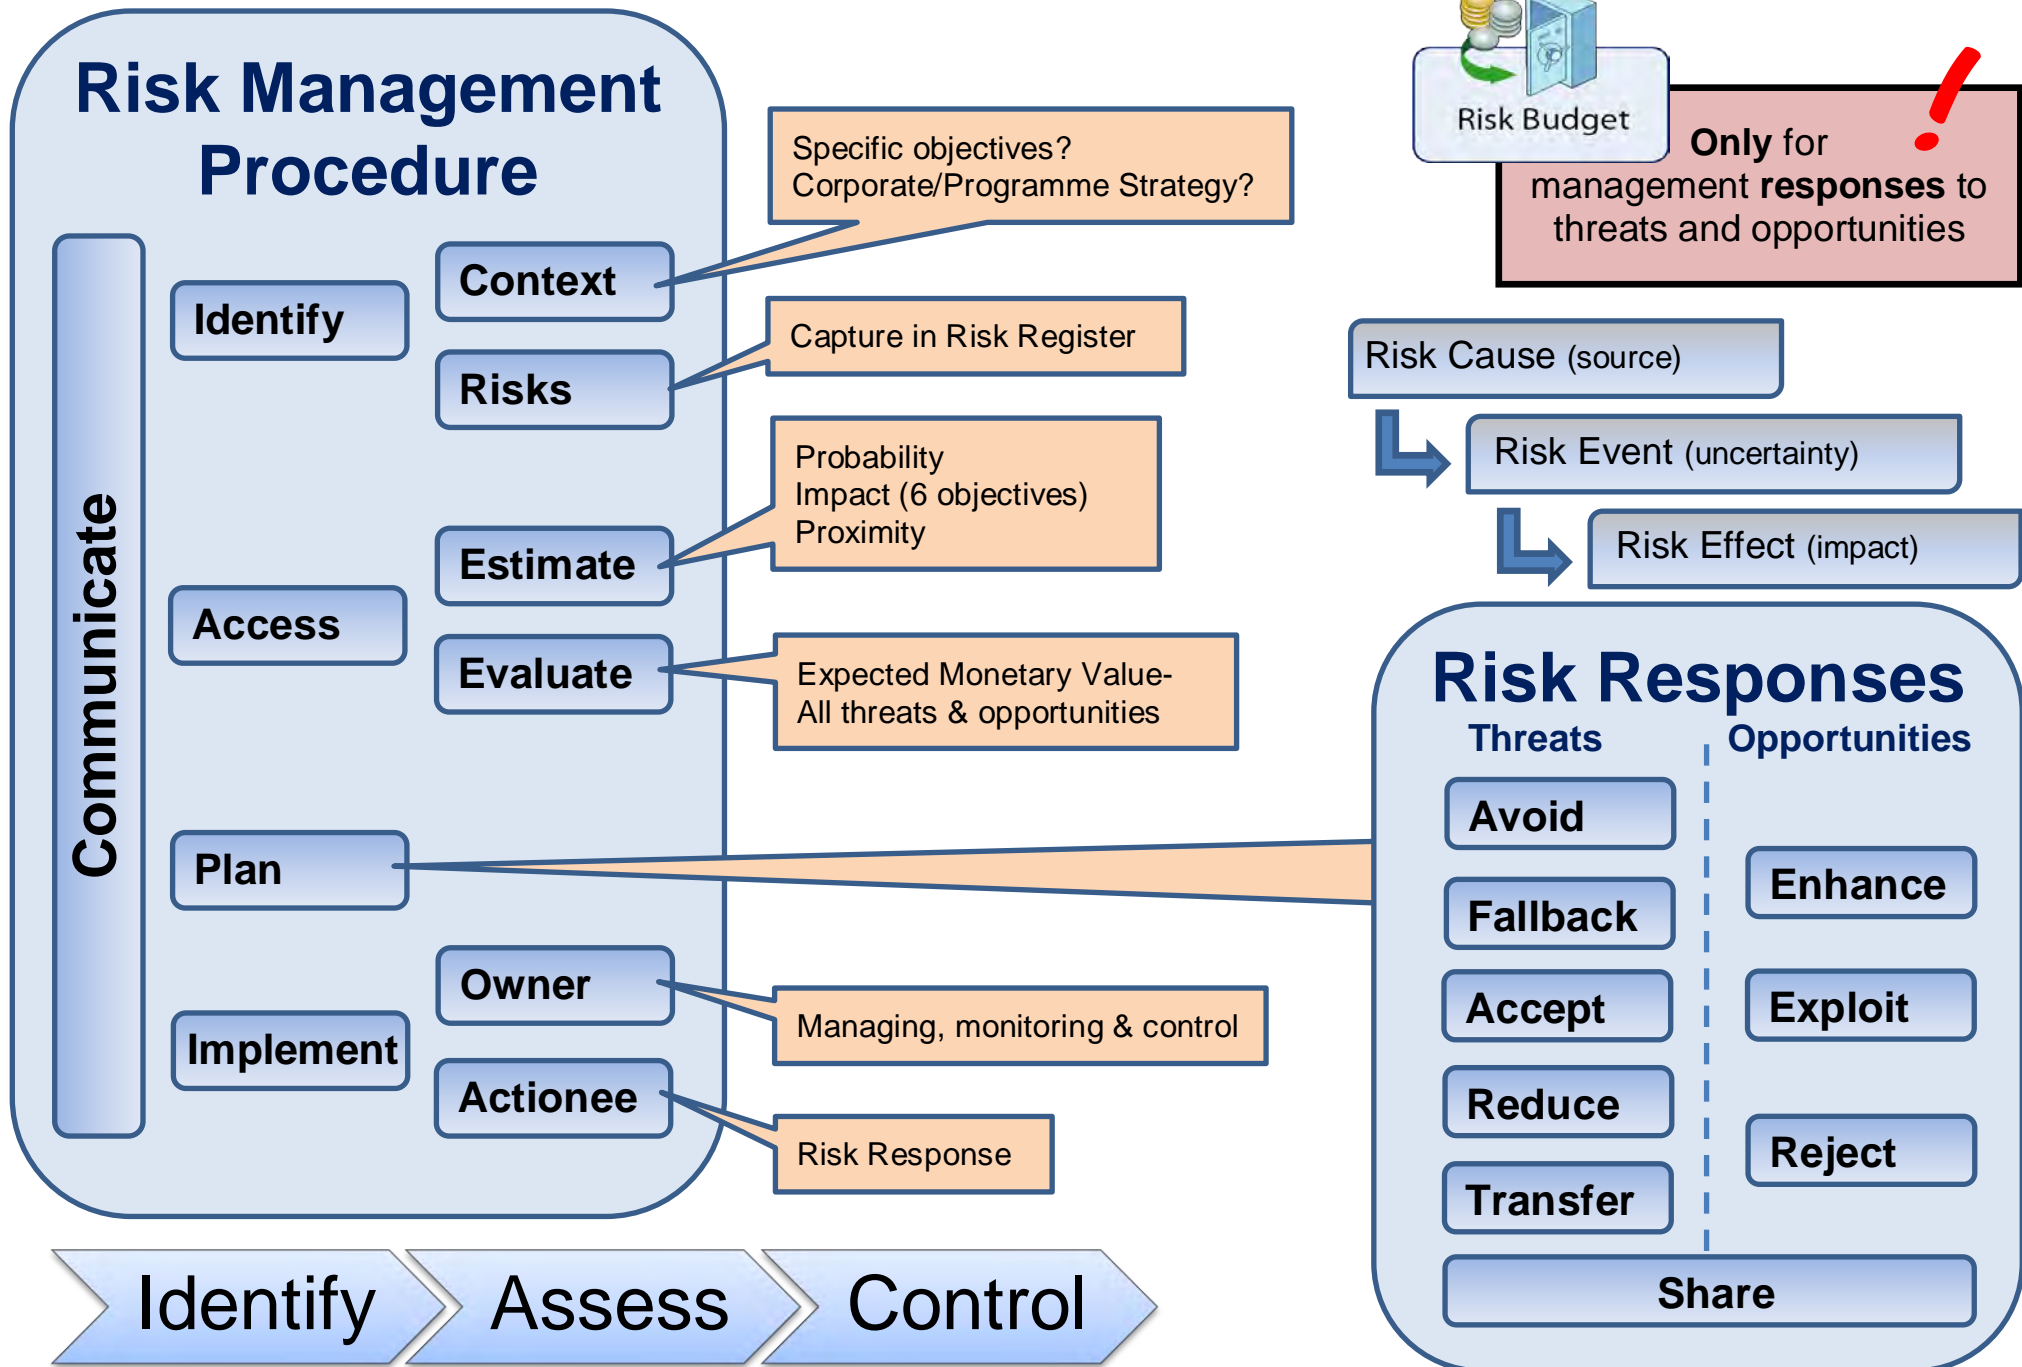 Risk Management
Procedure
Communicate
Identify
Context
Specific objectives?
Corporate/Programme Strategy?
Risks
Capture in Risk Register
Access
Estimate
Probability
Impact (6 objectives)
Proximity
Evaluate
Expected Monetary Value-
All threats & opportunities
Plan
Implement
Owner
Managing, monitoring & control
Actionee
Risk Response
Identify
Assess
Control
Risk Budget
!
Only for
management responses to
threats and opportunities
Risk Cause (source)
Risk Event (uncertainty)
Risk Effect (impact)
Risk Responses
Threats
Opportunities
Avoid
Fallback
Accept
Reduce
Transfer
Enhance
Exploit
Reject
Share